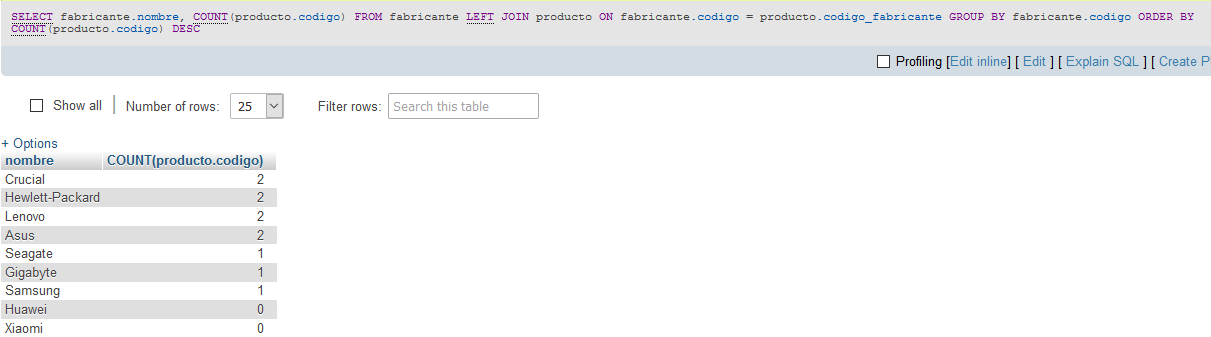 SELECT fabricante.nombre, COUNT(producto.codigo) FROM fabricante LEFT JOIN producto ON fabricante.codigo = producto.codigo_fabricante GROUP BY fabricante.codigo ORDER BY
COUNT(producto.codigo) DESC
Profiling [Edit inline] [ Edit ] [ Explain SQL ] [ Create P
Show all Number of rows: 25 Filter rows: Search this table
+ Options
nombre COUNT(producto.codigo)
Crucial 2
Hewlett-Packard 2
Lenovo 2
Asus 2
Seagate 1
Gigabyte 1
Samsung 1
Huawei 0
Xiaomi 0